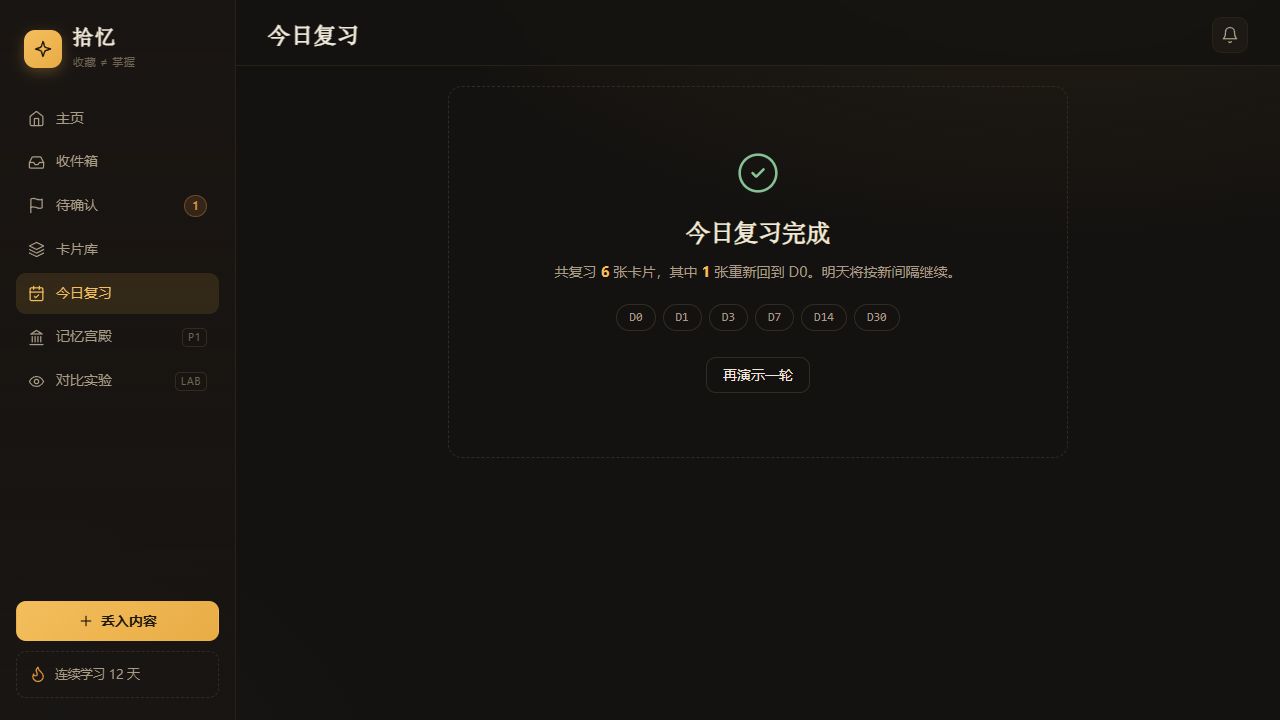 拾忆
收藏 ≠ 掌握
主页
收件箱
待确认 1
卡片库
今日复习
记忆宫殿 P1
对比实验 LAB
丢入内容
连续学习 12 天
今日复习
今日复习完成
共复习 6 张卡片，其中 1 张重新回到 D0。明天将按新间隔继续。
D0 D1 D3 D7 D14 D30
再演示一轮